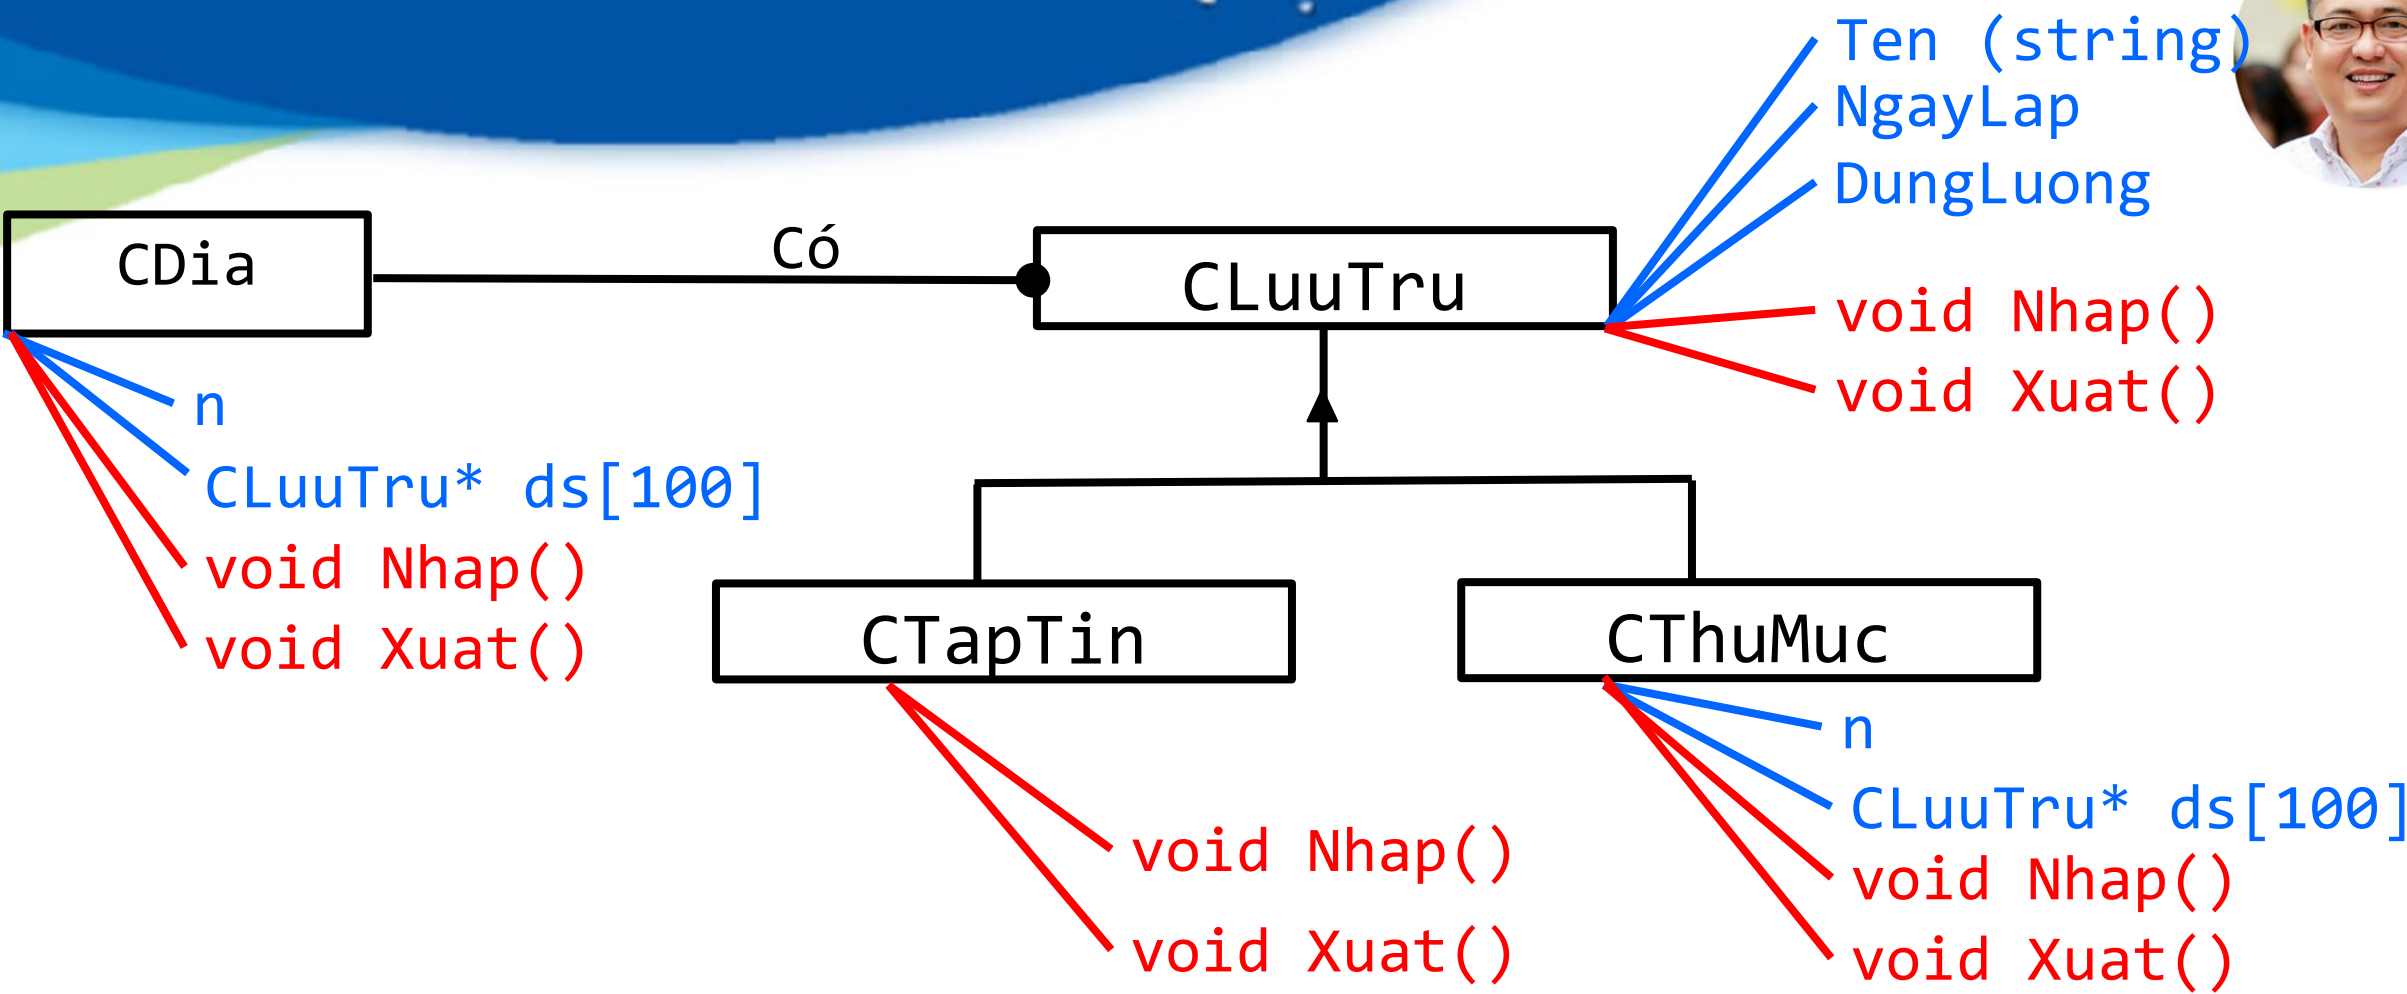 Ten (string)
NgayLap
DungLuong
void Nhap()
void Xuat()
CDia
Có
CLuuTru
n
CLuuTru* ds[100]
void Nhap()
void Xuat()
CTapTin
CThuMuc
void Nhap()
void Xuat()
n
CLuuTru* ds[100]
void Nhap()
void Xuat()